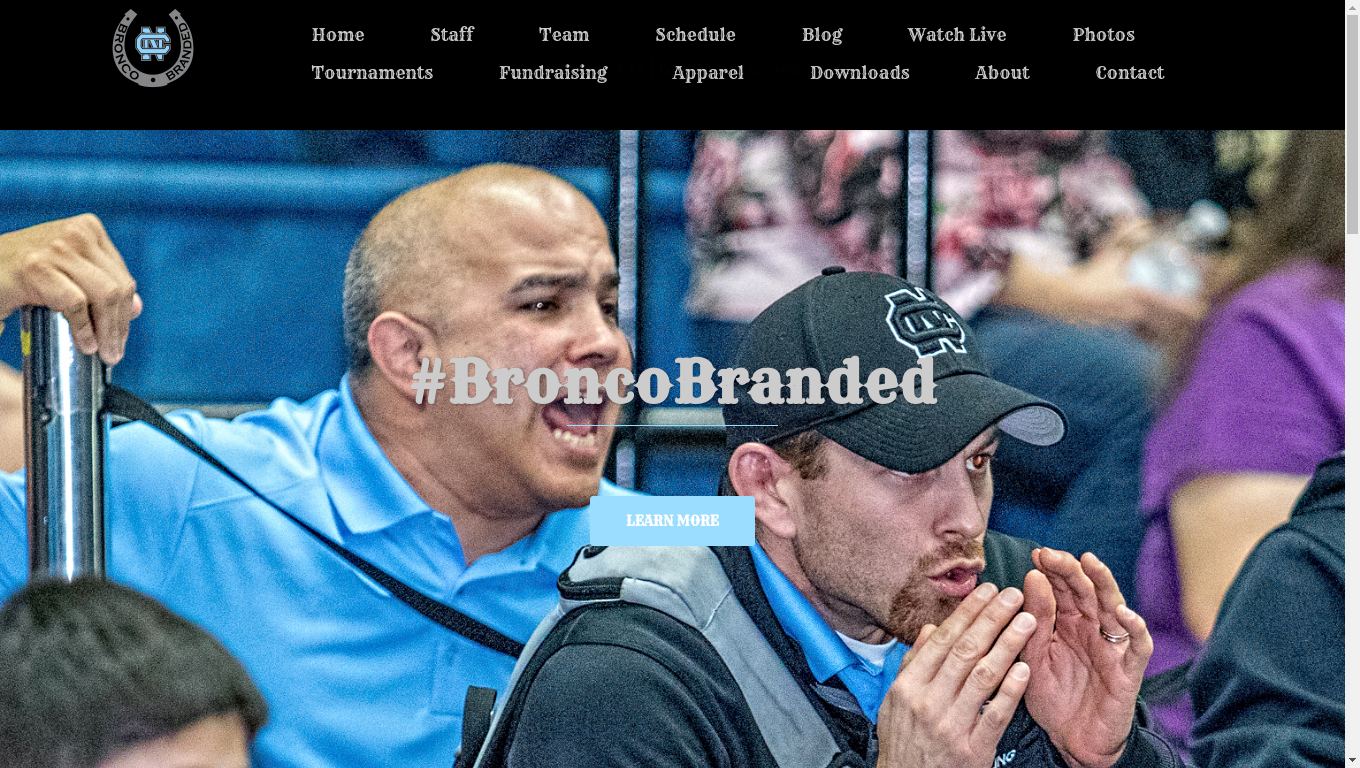 BRONCO BRANDED
Home Staff Team Schedule Blog Watch Live Photos
Tournaments Fundraising Apparel Downloads About Contact
#BroncoBranded
LEARN MORE